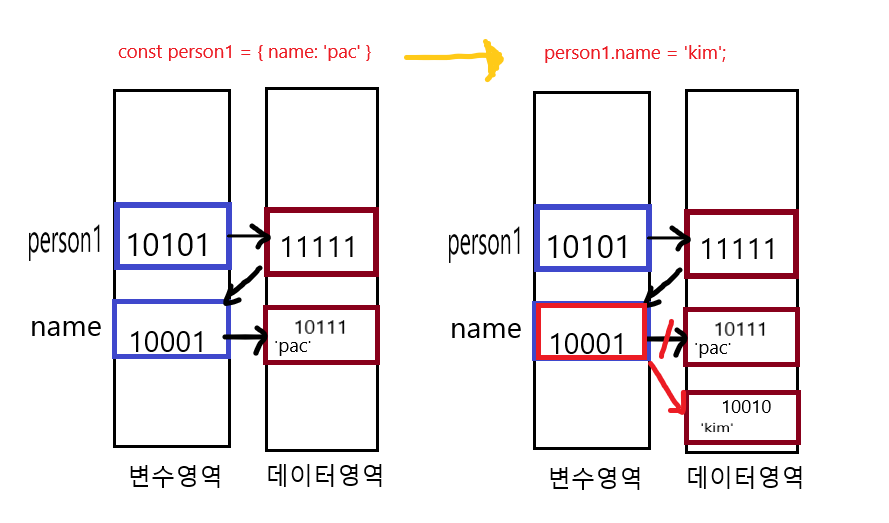 const person1 = { name: 'pac' }
person1.name = 'kim';
person1
10101
11111
name
10001
10111
'pac'
변수영역
데이터영역
person1
10101
11111
name
10001
10111
'pac'
10010
'kim'
변수영역
데이터영역